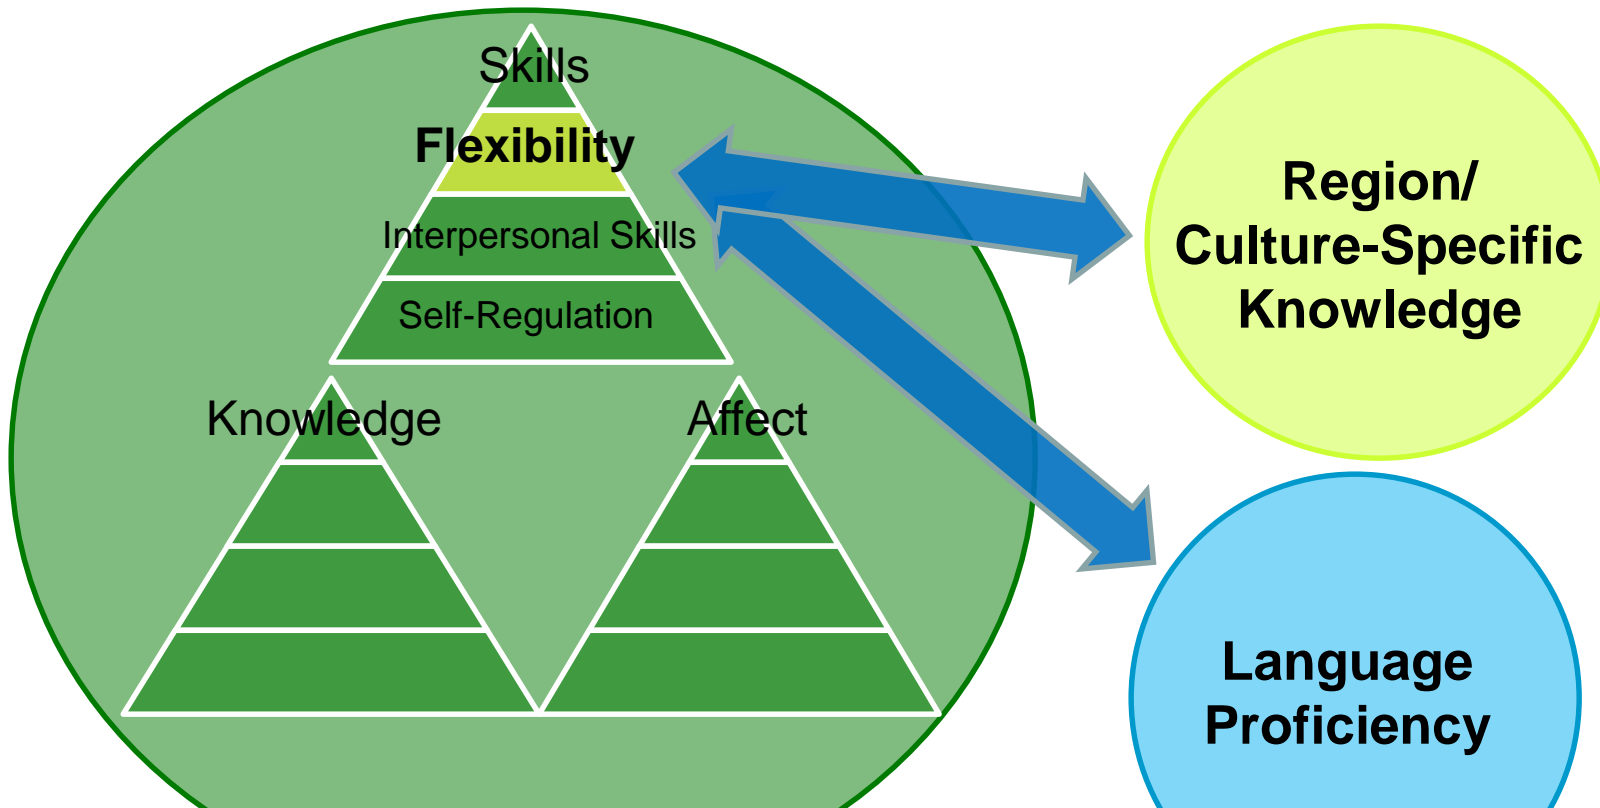 Skills
Flexibility
Interpersonal Skills
Self-Regulation
Knowledge
Affect
Region/
Culture-Specific
Knowledge
Language
Proficiency